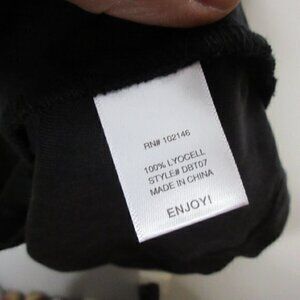 RN# 102146
100% LYOCELL
STYLE# DBT07
MADE IN CHINA
ENJOY!